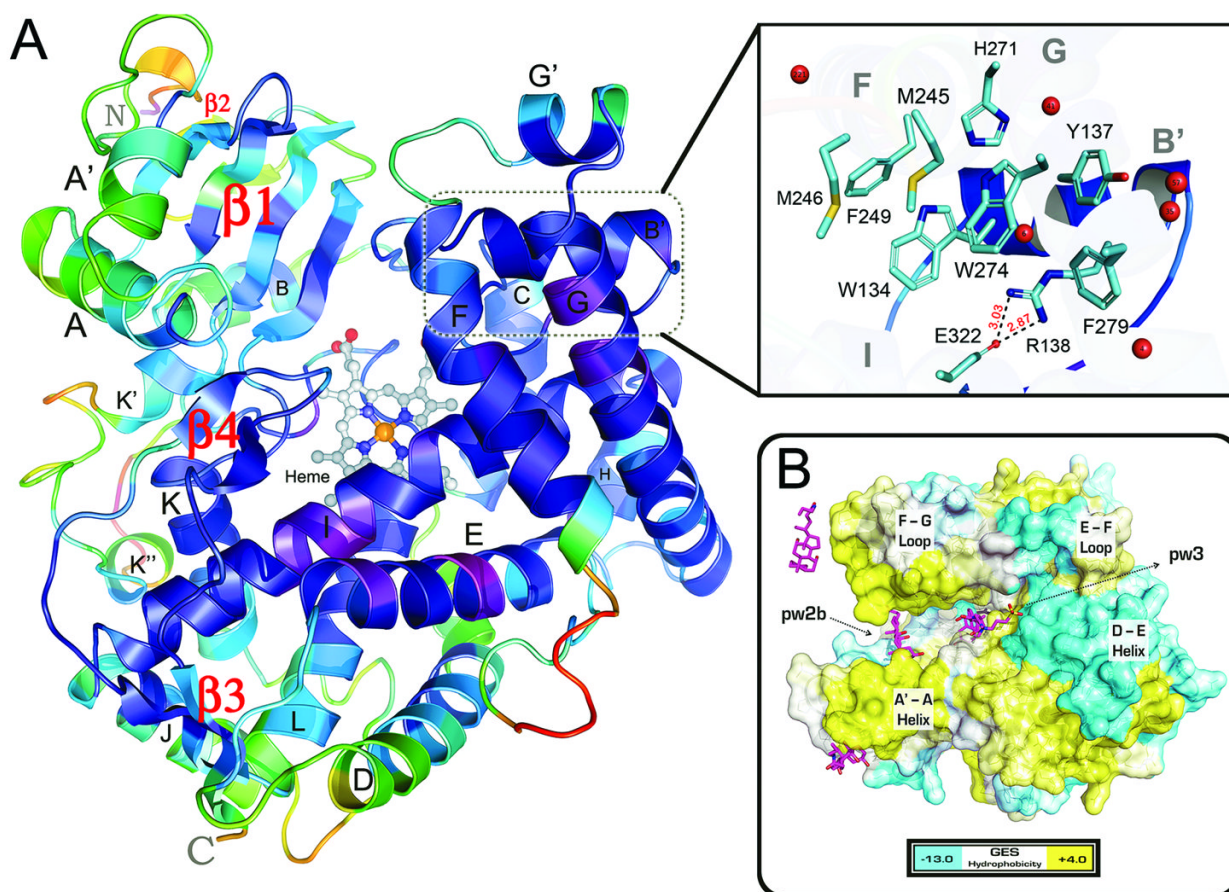 A
G'
N
β2
A'
β1
A
B
B'
F
C
G
K'
β4
Heme
K
I
E
H
K''
β3
J
L
D
C
H271
G
F
M245
Y137
B'
M246
F249
W274
W134
3.03
2.87
F279
E322
R138
I
B
F – G
Loop
E – F
Loop
pw3
pw2b
D – E
Helix
A' – A
Helix
-13.0
GES
Hydrophobicity
+4.0